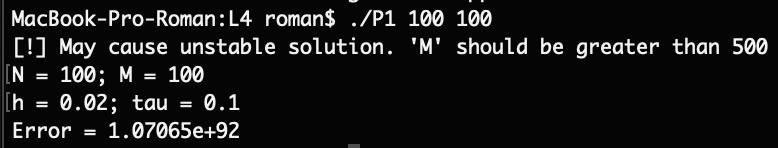 MacBook-Pro-Roman:L4 roman$ ./P1 100 100
[!] May cause unstable solution. 'M' should be greater than 500
[N = 100; M = 100
[h = 0.02; tau = 0.1
Error = 1.07065e+92